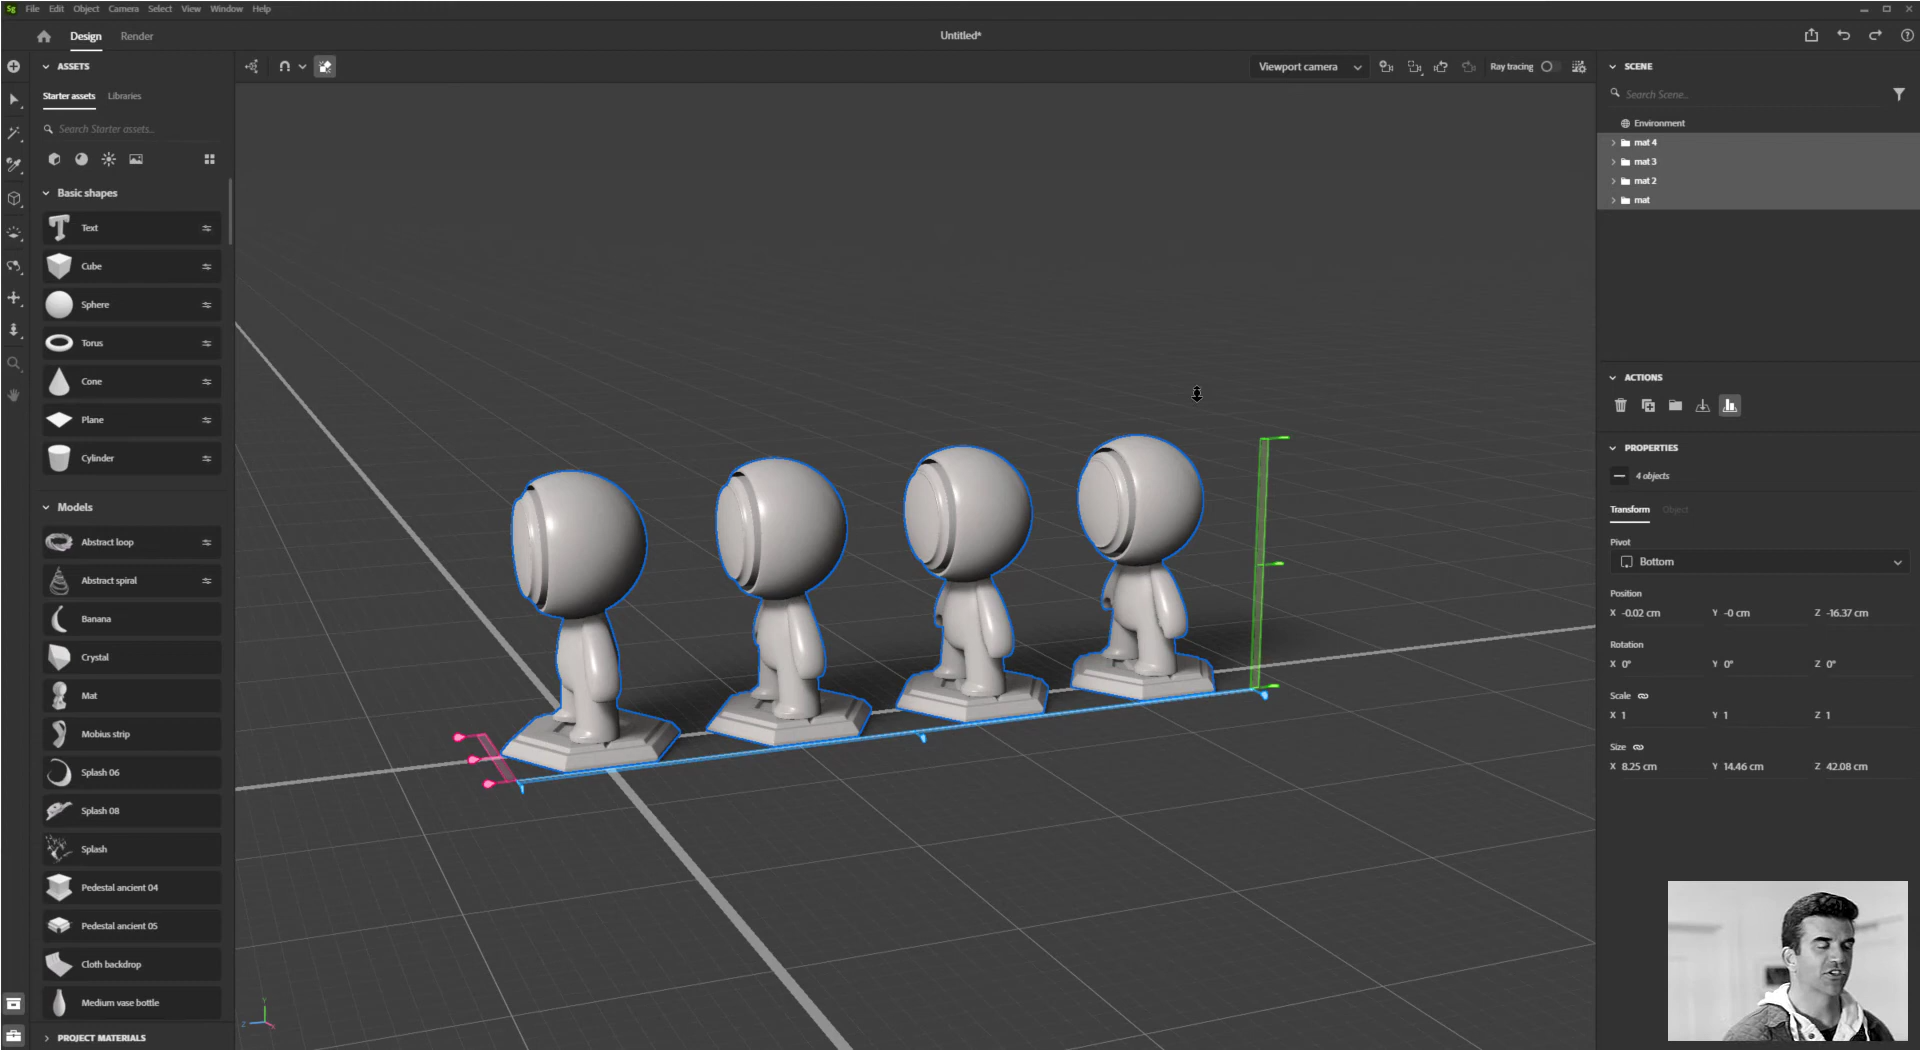 Sg File Edit Object Camera Select View Window Help
Design Render Untitled*
ASSETS
Starter assets Libraries
Search Starter assets...
Basic shapes
Text
Cube
Sphere
Torus
Cone
Plane
Cylinder
Models
Abstract loop
Abstract spiral
Banana
Crystal
Mat
Mobius strip
Splash 06
Splash 08
Splash
Pedestal ancient 04
Pedestal ancient 05
Cloth backdrop
Medium vase bottle
PROJECT MATERIALS
Viewport camera Ray tracing
Y
Z X
SCENE
Search Scene...
Environment
mat 4
mat 3
mat 2
mat
ACTIONS
PROPERTIES
4 objects
Transform Object
Pivot
Bottom
Position
X -0.02 cm Y -0 cm Z -16.37 cm
Rotation
X 0° Y 0° Z 0°
Scale
X 1 Y 1 Z 1
Size
X 8.25 cm Y 14.46 cm Z 42.08 cm